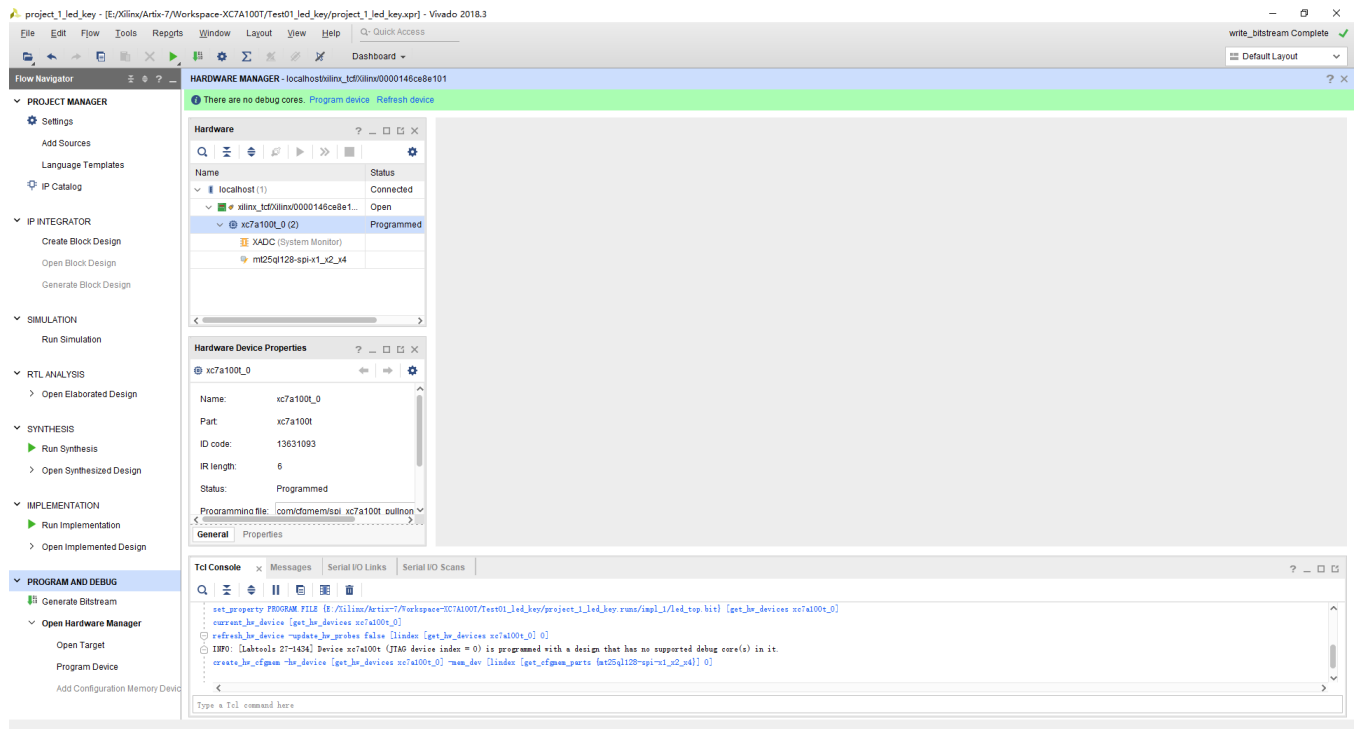 project_1_led_key - [E:/Xilinx/Artix-7/Workspace-XC7A100T/Test01_led_key/project_1_led_key.xpr] - Vivado 2018.3
File Edit Flow Tools Reports Window Layout View Help Q- Quick Access write_bitstream Complete
Dashboard Default Layout
Flow Navigator
PROJECT MANAGER
Settings
Add Sources
Language Templates
IP Catalog
IP INTEGRATOR
Create Block Design
Open Block Design
Generate Block Design
SIMULATION
Run Simulation
RTL ANALYSIS
Open Elaborated Design
SYNTHESIS
Run Synthesis
Open Synthesized Design
IMPLEMENTATION
Run Implementation
Open Implemented Design
PROGRAM AND DEBUG
Generate Bitstream
Open Hardware Manager
Open Target
Program Device
Add Configuration Memory Devic
HARDWARE MANAGER - localhost/xilinx_tcf/Xilinx/0000146ce8e101
There are no debug cores. Program device Refresh device
Hardware
Name Status
localhost (1) Connected
xilinx_tcf/Xilinx/0000146ce8e1... Open
xc7a100t_0 (2) Programmed
XADC (System Monitor)
mt25ql128-spi-x1_x2_x4
Hardware Device Properties
xc7a100t_0
Name: xc7a100t_0
Part: xc7a100t
ID code: 13631093
IR length: 6
Status: Programmed
Programming file: com/cfgmem/spi_xc7a100t_pullnon
General Properties
Tcl Console Messages Serial I/O Links Serial I/O Scans
set_property PROGRAM.FILE {E:/Xilinx/Artix-7/Workspace-XC7A100T/Test01_led_key/project_1_led_key.runs/impl_1/led_top.bit} [get_hw_devices xc7a100t_0]
current_hw_device [get_hw_devices xc7a100t_0]
refresh_hw_device -update_hw_probes false [lindex [get_hw_devices xc7a100t_0] 0]
INFO: [Labtools 27-1434] Device xc7a100t (JTAG device index = 0) is programmed with a design that has no supported debug core(s) in it.
create_hw_cfgmem -hw_device [get_hw_devices xc7a100t_0] -mem_dev [lindex [get_cfgmem_parts {mt25ql128-spi-x1_x2_x4}] 0]
Type a Tcl command here